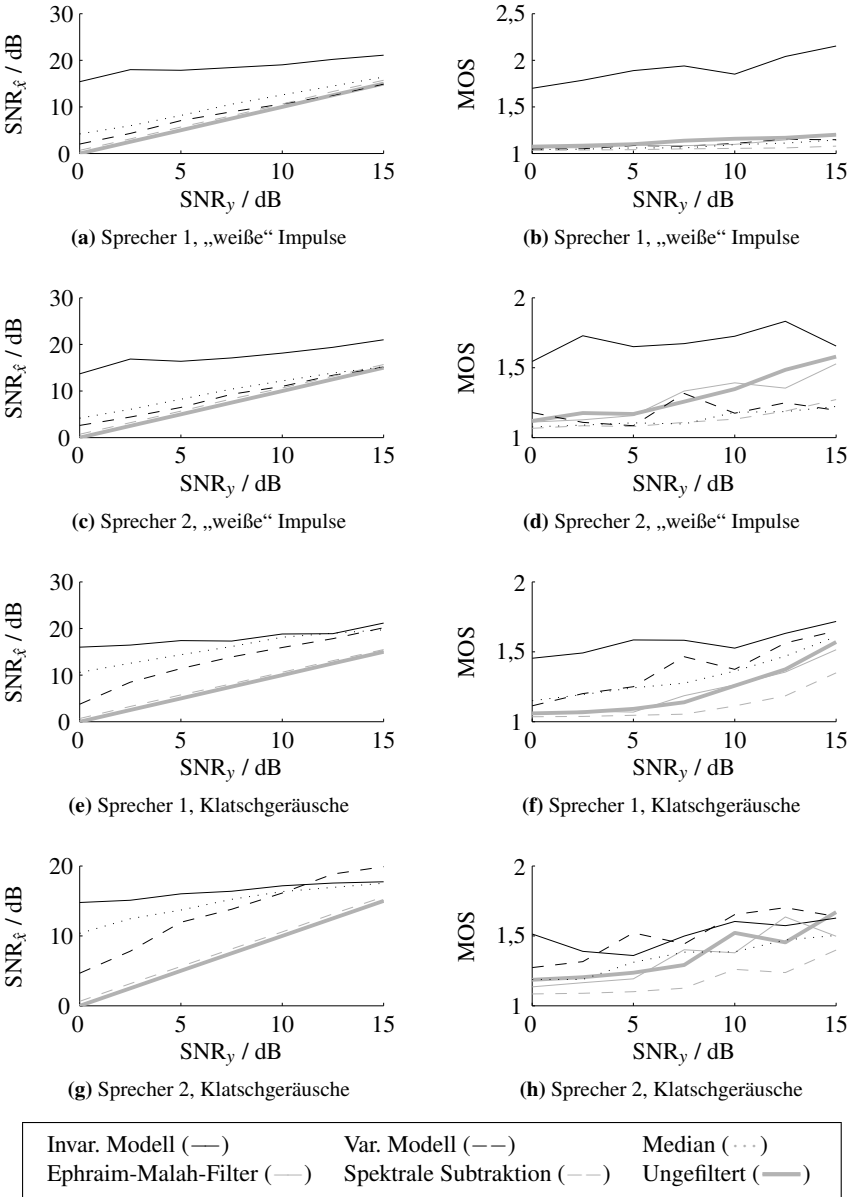 30
20
10
0
SNR_x̂ / dB
0 5 10 15
SNR_y / dB
(a) Sprecher 1, „weiße“ Impulse
2,5
2
1,5
1
MOS
0 5 10 15
SNR_y / dB
(b) Sprecher 1, „weiße“ Impulse
30
20
10
0
SNR_x̂ / dB
0 5 10 15
SNR_y / dB
(c) Sprecher 2, „weiße“ Impulse
2
1,5
1
MOS
0 5 10 15
SNR_y / dB
(d) Sprecher 2, „weiße“ Impulse
30
20
10
0
SNR_x̂ / dB
0 5 10 15
SNR_y / dB
(e) Sprecher 1, Klatschgeräusche
2
1,5
1
MOS
0 5 10 15
SNR_y / dB
(f) Sprecher 1, Klatschgeräusche
20
10
0
SNR_x̂ / dB
0 5 10 15
SNR_y / dB
(g) Sprecher 2, Klatschgeräusche
2
1,5
1
MOS
0 5 10 15
SNR_y / dB
(h) Sprecher 2, Klatschgeräusche
Invar. Modell (——) Var. Modell (– –) Median (···)
Ephraim-Malah-Filter (——) Spektrale Subtraktion (– –) Ungefiltert (——)